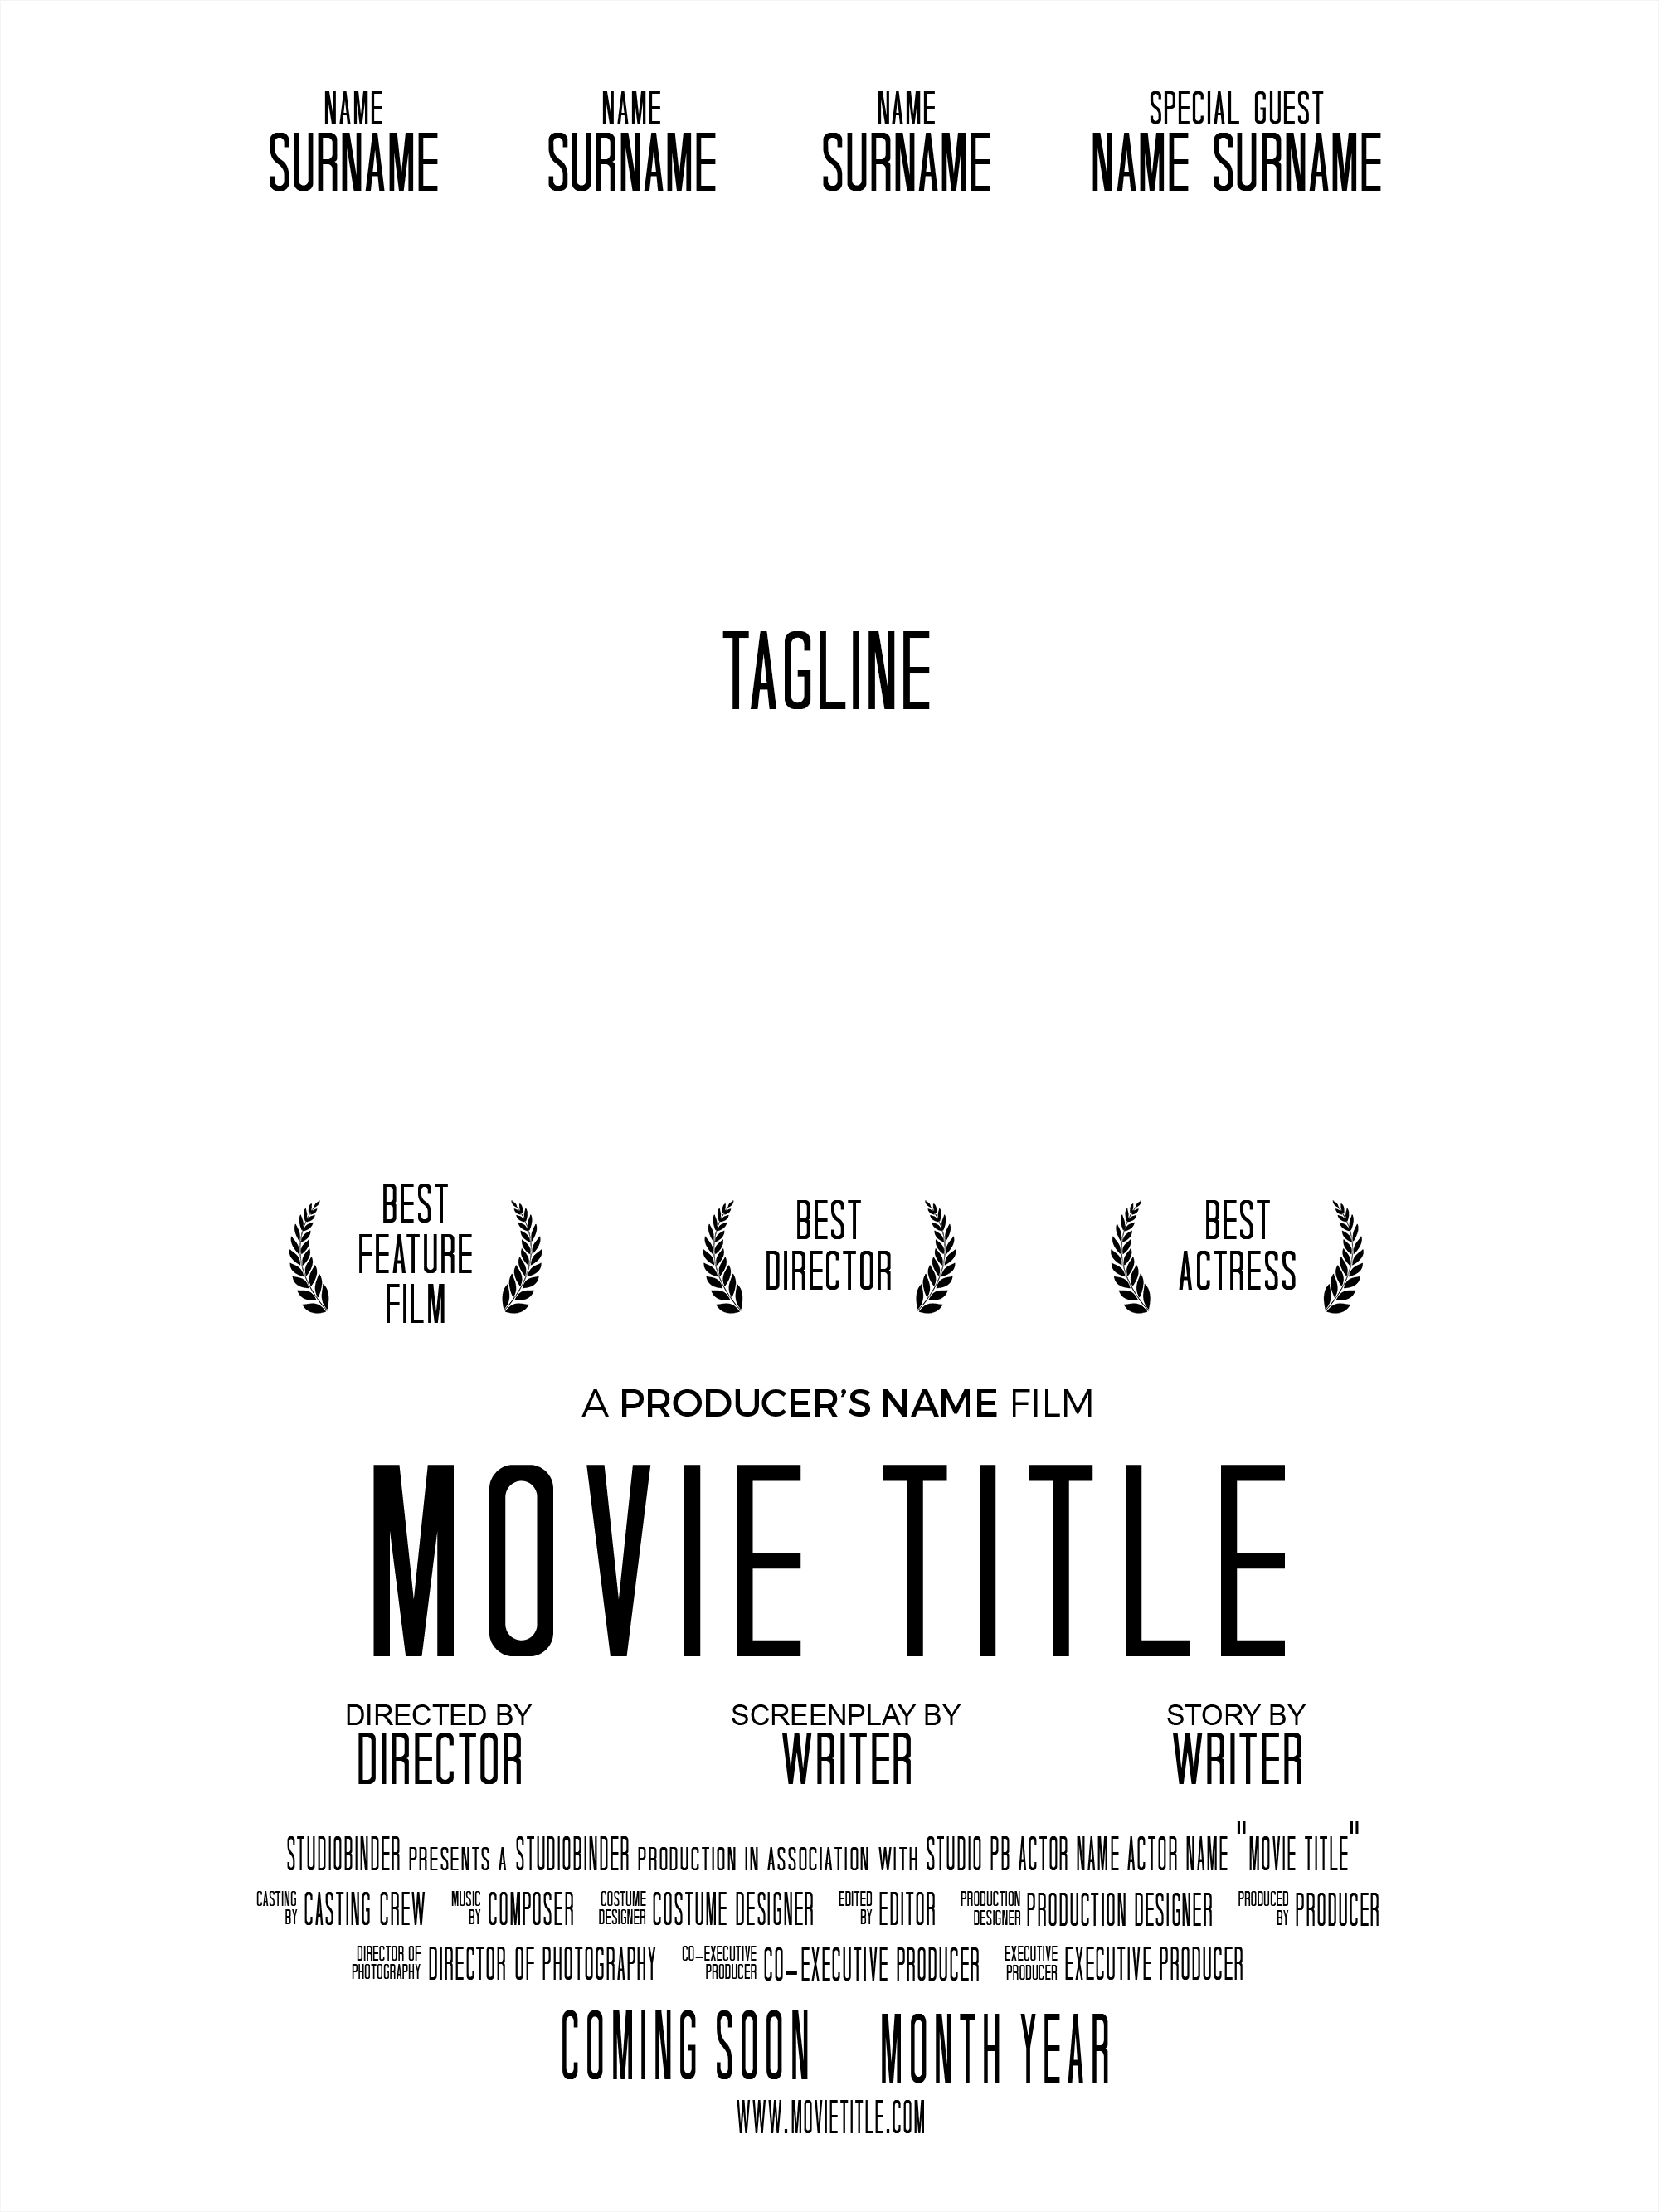 NAME NAME NAME SPECIAL GUEST
SURNAME SURNAME SURNAME NAME SURNAME
TAGLINE
BEST
FEATURE
FILM
BEST
DIRECTOR
BEST
ACTRESS
A PRODUCER'S NAME FILM
MOVIE TITLE
DIRECTED BY SCREENPLAY BY STORY BY
DIRECTOR WRITER WRITER
STUDIOBINDER PRESENTS A STUDIOBINDER PRODUCTION IN ASSOCIATION WITH STUDIO PB ACTOR NAME ACTOR NAME "MOVIE TITLE"
CASTING BY CASTING CREW MUSIC BY COMPOSER COSTUME DESIGNER COSTUME DESIGNER EDITED BY EDITOR PRODUCTION DESIGNER PRODUCTION DESIGNER PRODUCED BY PRODUCER
DIRECTOR OF PHOTOGRAPHY DIRECTOR OF PHOTOGRAPHY CO-EXECUTIVE PRODUCER CO-EXECUTIVE PRODUCER EXECUTIVE PRODUCER EXECUTIVE PRODUCER
COMING SOON MONTH YEAR
WWW.MOVIETITLE.COM